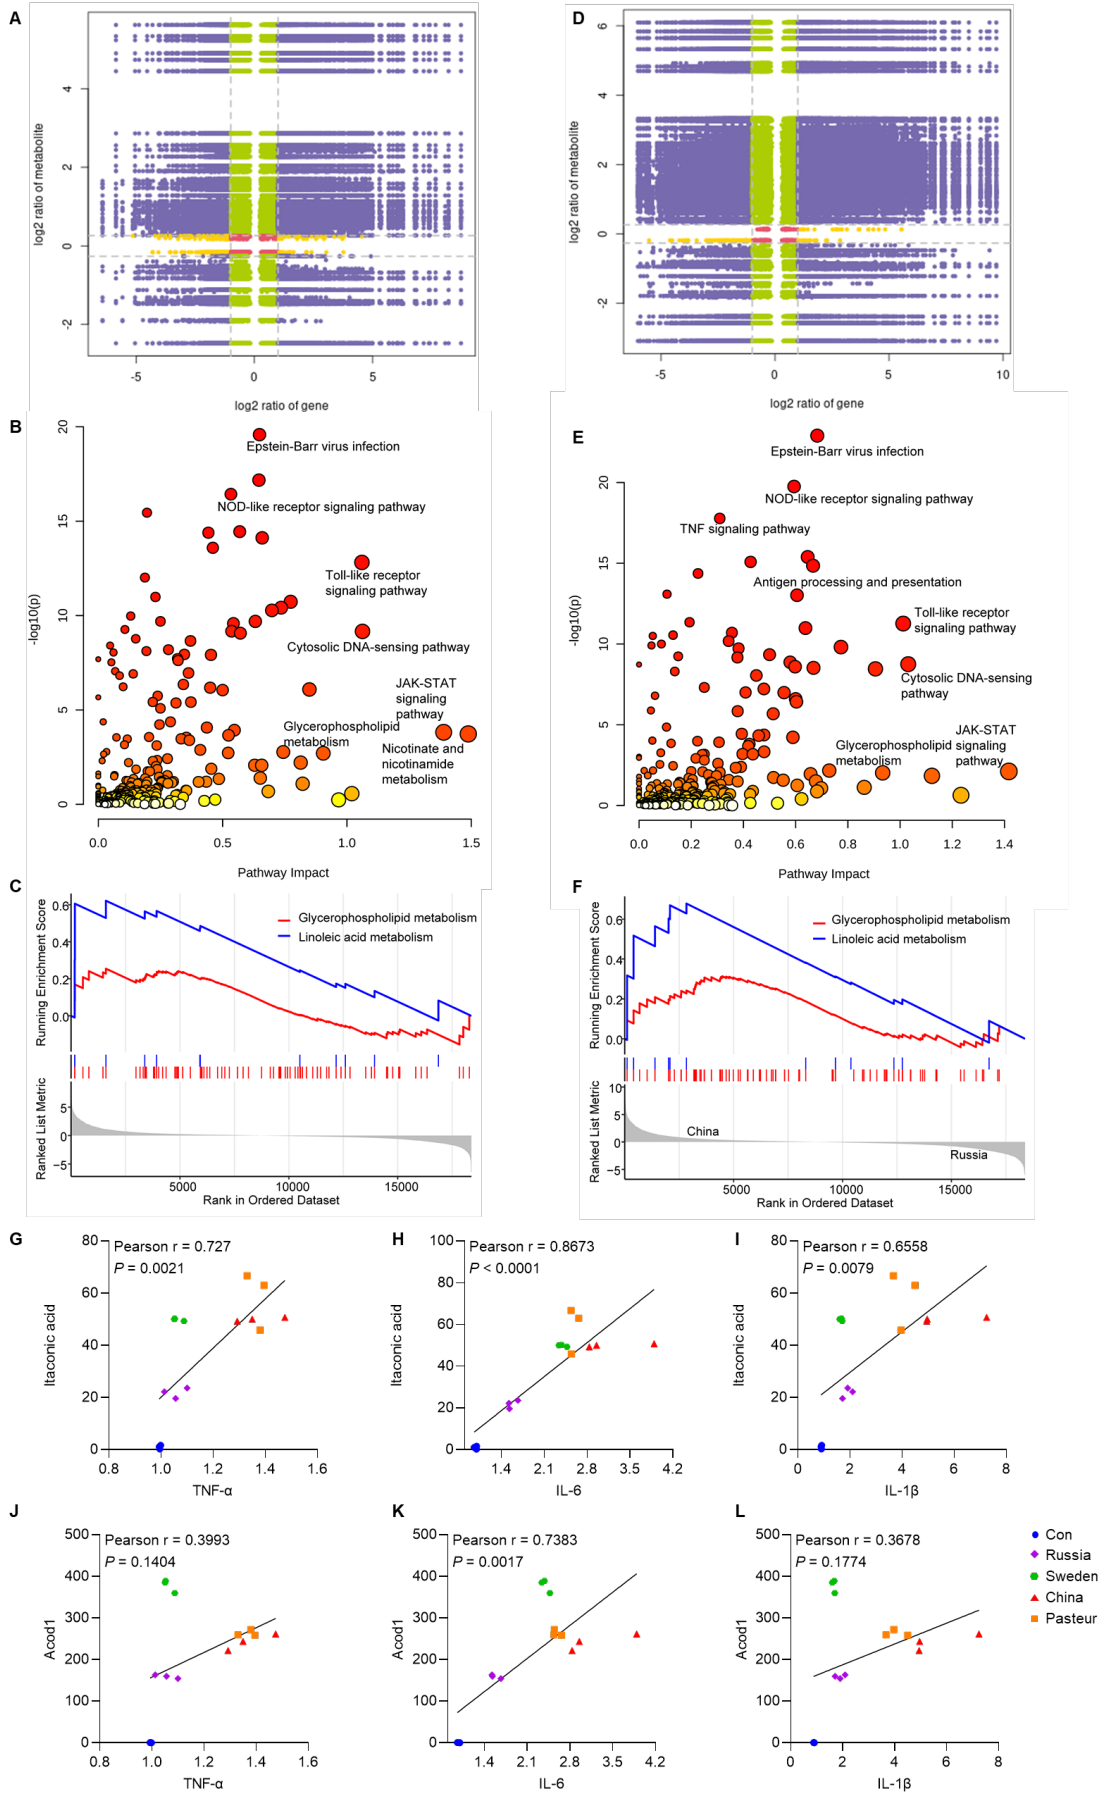 A
log2 ratio of metabolite
4
2
0
-2
-5
0
5
log2 ratio of gene
D
log2 ratio of metabolite
6
4
2
0
-2
-5
0
5
10
log2 ratio of gene
B
-log10(p)
20
15
10
5
0
Epstein-Barr virus infection
NOD-like receptor signaling pathway
Toll-like receptor
signaling pathway
Cytosolic DNA-sensing pathway
JAK-STAT
signaling
pathway
Glycerophospholipid
metabolism
Nicotinate and
nicotinamide
metabolism
0.0
0.5
1.0
1.5
Pathway Impact
E
-log10(p)
20
15
10
5
0
Epstein-Barr virus infection
NOD-like receptor signaling pathway
TNF signaling pathway
Antigen processing and presentation
Toll-like receptor
signaling pathway
Cytosolic DNA-sensing
pathway
JAK-STAT
signaling
pathway
Glycerophospholipid
metabolism
0.0
0.2
0.4
0.6
0.8
1.0
1.2
1.4
Pathway Impact
C
Running Enrichment Score
0.6
0.4
0.2
0.0
Glycerophospholipid metabolism
Linoleic acid metabolism
Ranked List Metric
5
0
−5
5000
10000
15000
Rank in Ordered Dataset
F
Running Enrichment Score
0.6
0.4
0.2
0.0
Glycerophospholipid metabolism
Linoleic acid metabolism
Ranked List Metric
10
5
0
−5
China
Russia
5000
10000
15000
Rank in Ordered Dataset
G
Pearson r = 0.727
P = 0.0021
Itaconic acid
80
60
40
20
0
0.8
1.0
1.2
1.4
1.6
TNF-α
H
Pearson r = 0.8673
P < 0.0001
Itaconic acid
100
80
60
40
20
0
1.4
2.1
2.8
3.5
4.2
IL-6
I
Pearson r = 0.6558
P = 0.0079
Itaconic acid
80
60
40
20
0
0
2
4
6
8
IL-1β
J
Pearson r = 0.3993
P = 0.1404
Acod1
500
400
300
200
100
0
0.8
1.0
1.2
1.4
1.6
TNF-α
K
Pearson r = 0.7383
P = 0.0017
Acod1
500
400
300
200
100
0
1.4
2.1
2.8
3.5
4.2
IL-6
L
Pearson r = 0.3678
P = 0.1774
Acod1
500
400
300
200
100
0
0
2
4
6
8
IL-1β
Con
Russia
Sweden
China
Pasteur